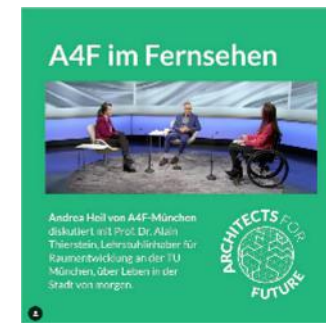 A4F im Fernsehen
Andrea Heil von A4F-München
diskutiert mit Prof. Dr. Alain
Thierstein, Lehrstuhlinhaber für
Raumentwicklung an der TU
München, über Leben in der
Stadt von morgen.
ARCHITECTS FOR
FUTURE